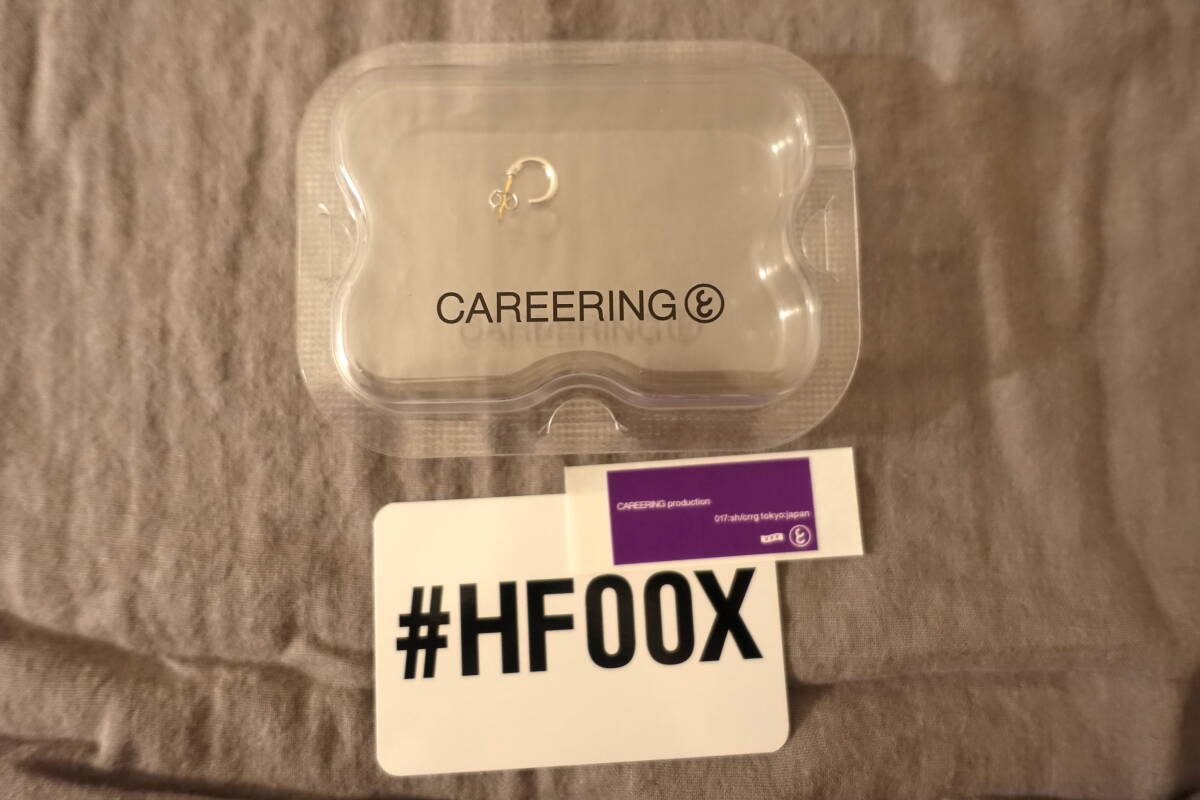 CAREERING
CAREERING production
017:sh/crrg tokyo:japan
#HF00X